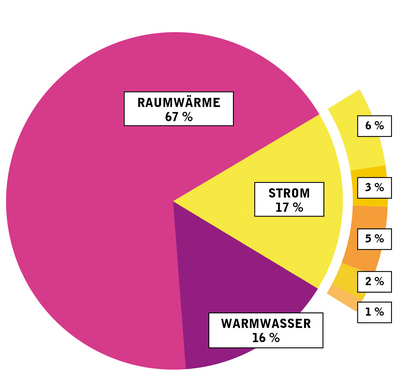 RAUMWÄRME
67 %
STROM
17 %
WARMWASSER
16 %
6 %
3 %
5 %
2 %
1 %